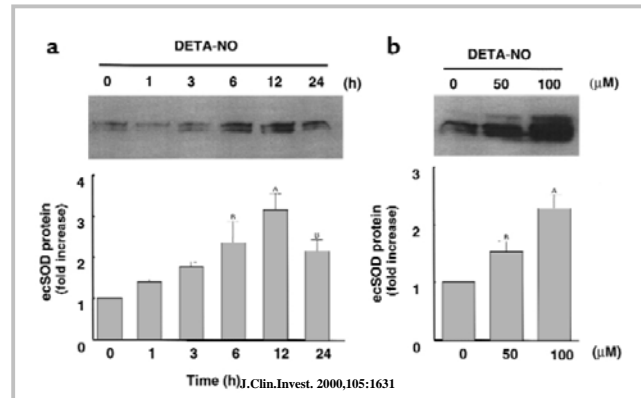 a
DETA-NO
0 1 3 6 12 24 (h)
4
3
2
1
0
ecSOD protein
(fold increase)
A
0 1 3 6 12 24
Time (h)
J.Clin.Invest. 2000,105:1631
b
DETA-NO
0 50 100 (µM)
3
2
1
0
ecSOD protein
(fold increase)
A
0 50 100 (µM)